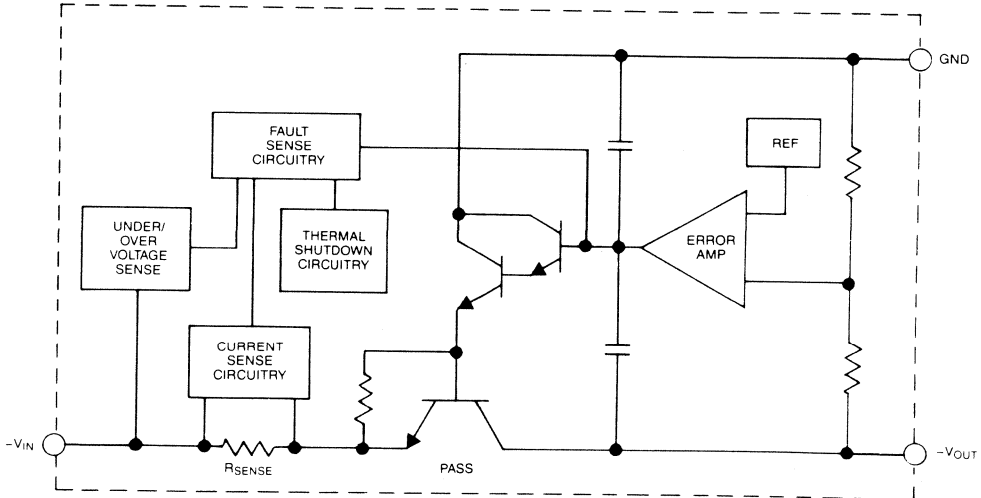 GND
FAULT
SENSE
CIRCUITRY
REF
UNDER/
OVER
VOLTAGE
SENSE
THERMAL
SHUTDOWN
CIRCUITRY
ERROR
AMP
CURRENT
SENSE
CIRCUITRY
-VIN
RSENSE
PASS
-VOUT